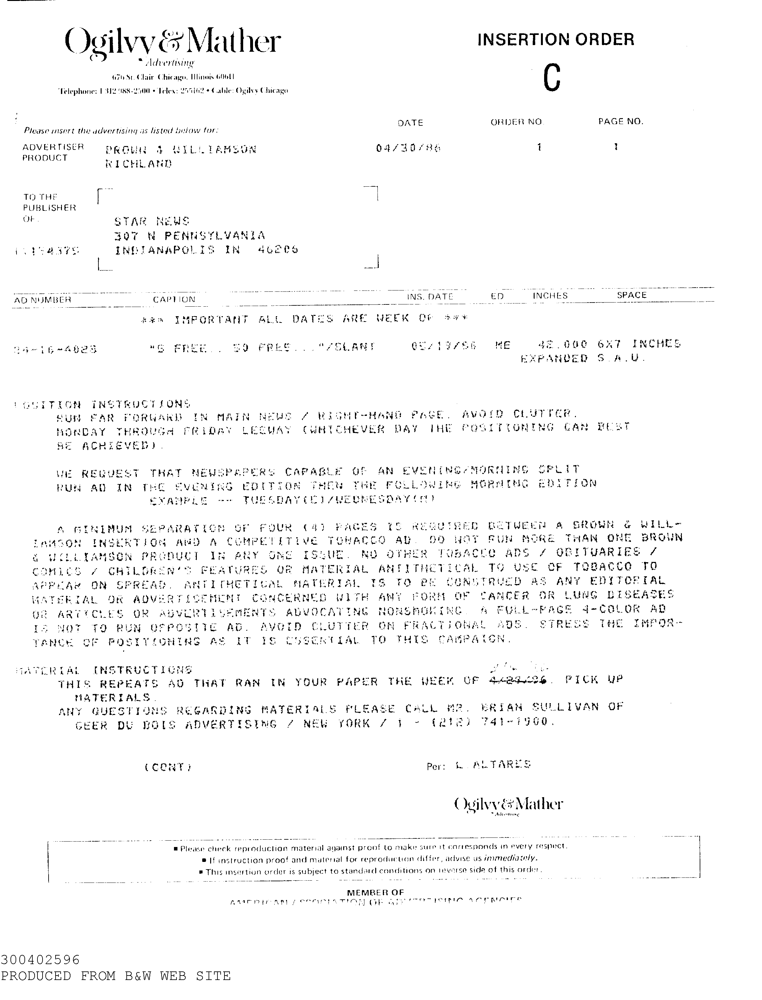 Ogilvy & Mather
Advertising
676 St. Clair Chicago, Illinois 60611
Telephone: 1 312 988-2500 • Telex: 255162 • Cable: Ogilvy Chicago
INSERTION ORDER
C
Please insert the advertising as listed below for:
DATE ORDER NO. PAGE NO.
ADVERTISER BROWN & WILLIAMSON 04/30/86 1 1
PRODUCT RICHLAND
TO THE
PUBLISHER
OF:
STAR NEWS
307 N PENNSYLVANIA
INDIANAPOLIS IN 46206
AD NUMBER CAPTION INS. DATE ED INCHES SPACE
*** IMPORTANT ALL DATES ARE WEEK OF ***
"5 FREE.. 50 FREE..."/SLANT 05/19/86 ME 42.000 6X7 INCHES
EXPANDED S.A.U.
POSITION INSTRUCTIONS
RUN FAR FORWARD IN MAIN NEWS / RIGHT-HAND PAGE. AVOID CLUTTER.
MONDAY THROUGH FRIDAY LEEWAY (WHICHEVER DAY THE POSITIONING CAN BEST
BE ACHIEVED).
WE REQUEST THAT NEWSPAPERS CAPABLE OF AN EVENING/MORNING SPLIT
RUN AD IN THE EVENING EDITION THEN THE FOLLOWING MORNING EDITION
EXAMPLE -- TUESDAY(E)/WEDNESDAY(M)
A MINIMUM SEPARATION OF FOUR (4) PAGES IS REQUIRED BETWEEN A BROWN & WILL-
IAMSON INSERTION AND A COMPETITIVE TOBACCO AD. DO NOT RUN MORE THAN ONE BROWN
& WILLIAMSON PRODUCT IN ANY ONE ISSUE. NO OTHER TOBACCO ADS / OBITUARIES /
COMICS / CHILDREN'S FEATURES OR MATERIAL ANTITHETICAL TO USE OF TOBACCO TO
APPEAR ON SPREAD. ANTITHETICAL MATERIAL IS TO BE CONSTRUED AS ANY EDITORIAL
MATERIAL OR ADVERTISEMENT CONCERNED WITH ANY FORM OF CANCER OR LUNG DISEASES
OR ARTICLES OR ADVERTISEMENTS ADVOCATING NONSMOKING. A FULL-PAGE 4-COLOR AD
IS NOT TO RUN OPPOSITE AD. AVOID CLUTTER ON FRACTIONAL ADS. STRESS THE IMPOR-
TANCE OF POSITIONING AS IT IS ESSENTIAL TO THIS CAMPAIGN.
MATERIAL INSTRUCTIONS
THIS REPEATS AD THAT RAN IN YOUR PAPER THE WEEK OF PICK UP
MATERIALS.
ANY QUESTIONS REGARDING MATERIALS PLEASE CALL MR. BRIAN SULLIVAN OF
GEER DU BOIS ADVERTISING / NEW YORK / 1 - (212) 741-1900.
(CONT) Per: L ALTARES
Ogilvy & Mather
Advertising
■ Please check reproduction material against proof to make sure it corresponds in every respect.
■ If instruction proof and material for reproduction differ, advise us immediately.
■ This insertion order is subject to standard conditions on reverse side of this order.
MEMBER OF
AMERICAN ASSOCIATION OF ADVERTISING AGENCIES
300402596
PRODUCED FROM B&W WEB SITE